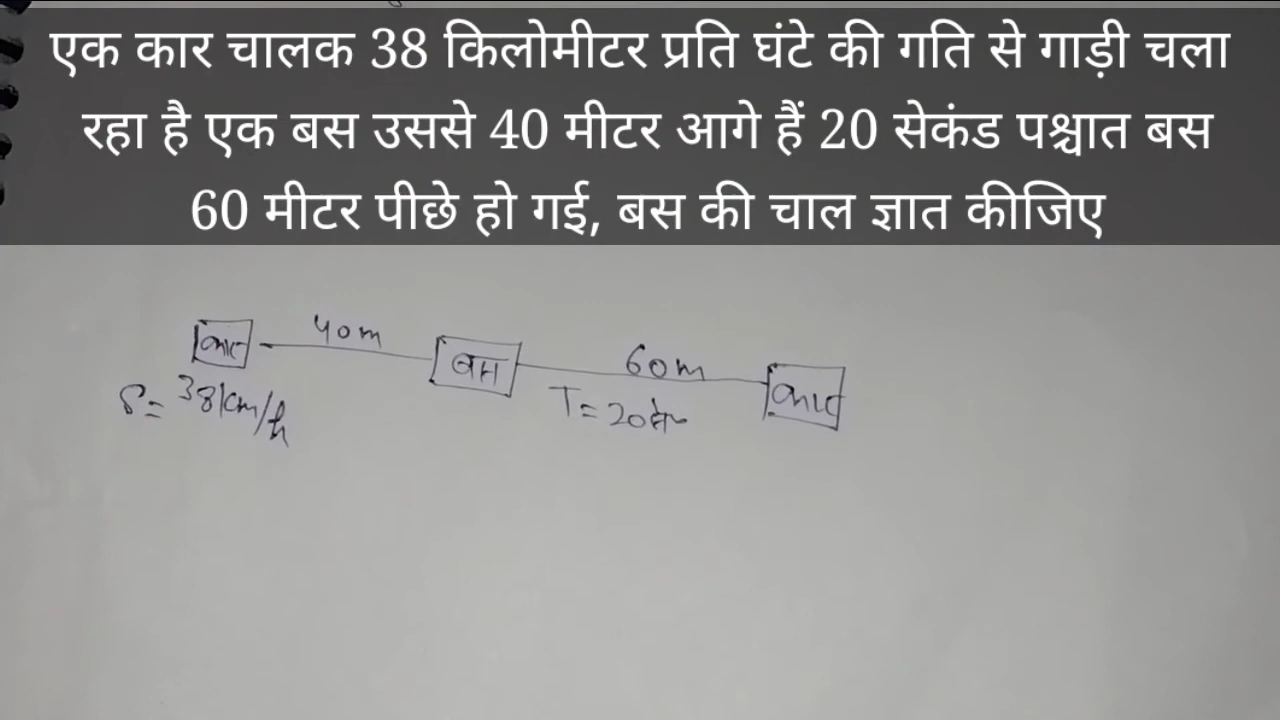 एक कार चालक 38 किलोमीटर प्रति घंटे की गति से गाड़ी चला
रहा है एक बस उससे 40 मीटर आगे हैं 20 सेकंड पश्चात बस
60 मीटर पीछे हो गई, बस की चाल ज्ञात कीजिए
कार 40m बस 60m कार
S= 38km/h T= 20से०